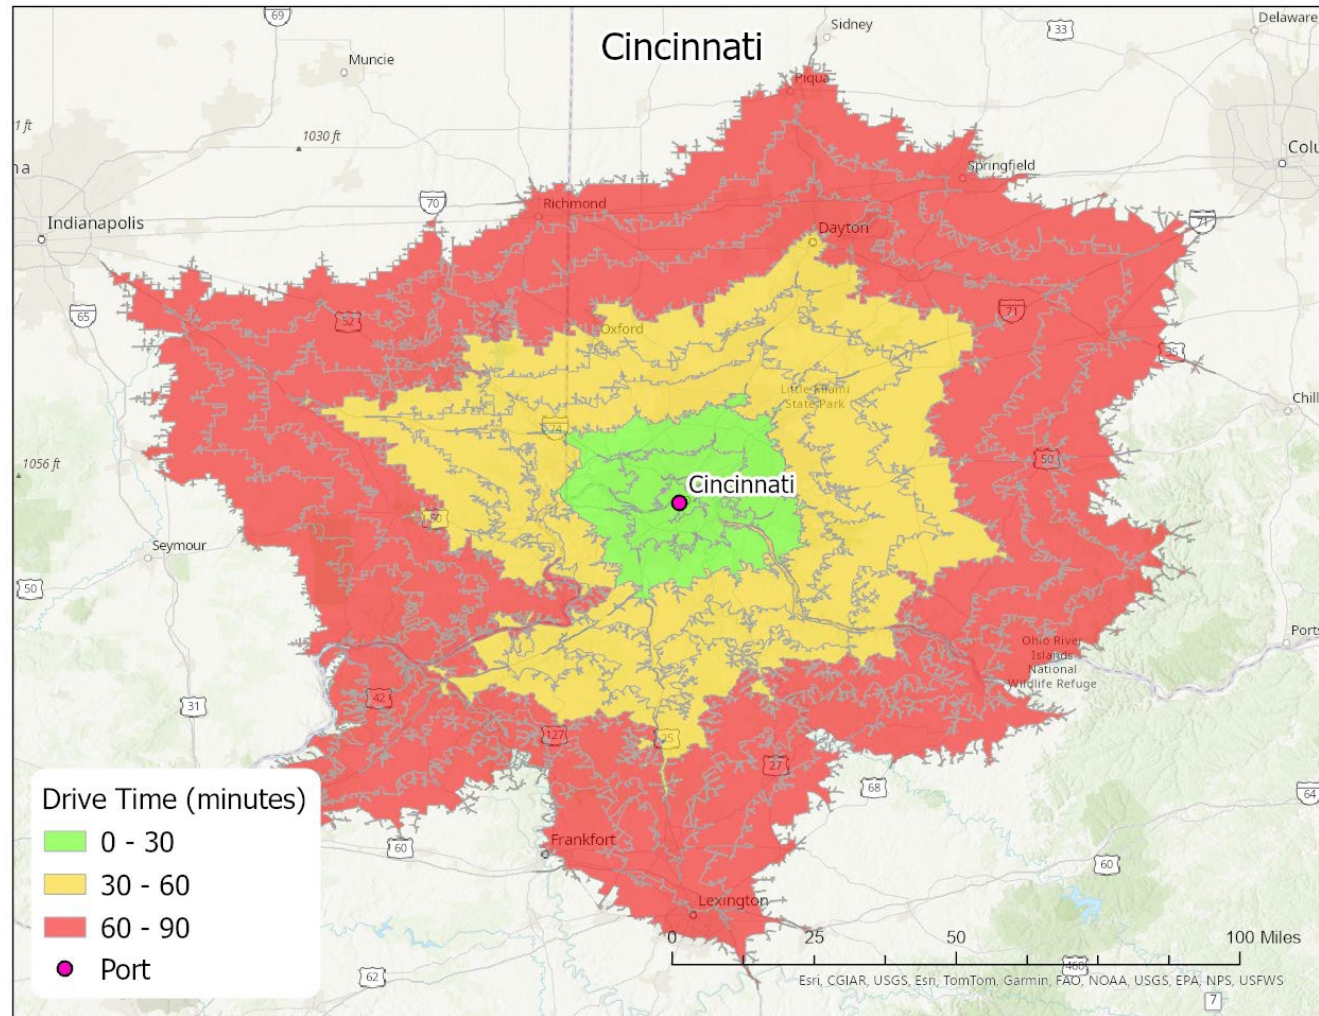 69
Cincinnati
Sidney
33
Delaware
Muncie
Piqua
1030 ft
Springfield
Colu
na
70
Richmond
71
Indianapolis
Dayton
65
52
71
Oxford
35
Little Miami
State Park
Chill
74
1056 ft
50
Cincinnati
50
Seymour
50
Ohio River
Islands
National
Wildlife Refuge
Ports
42
31
127
25
27
68
64
Drive Time (minutes)
0 - 30
30 - 60
60 - 90
Port
60
Frankfort
60
Lexington
0 25 50 100 Miles
62
460
Esri, CGIAR, USGS, Esri, TomTom, Garmin, FAO, NOAA, USGS, EPA, NPS, USFWS
7